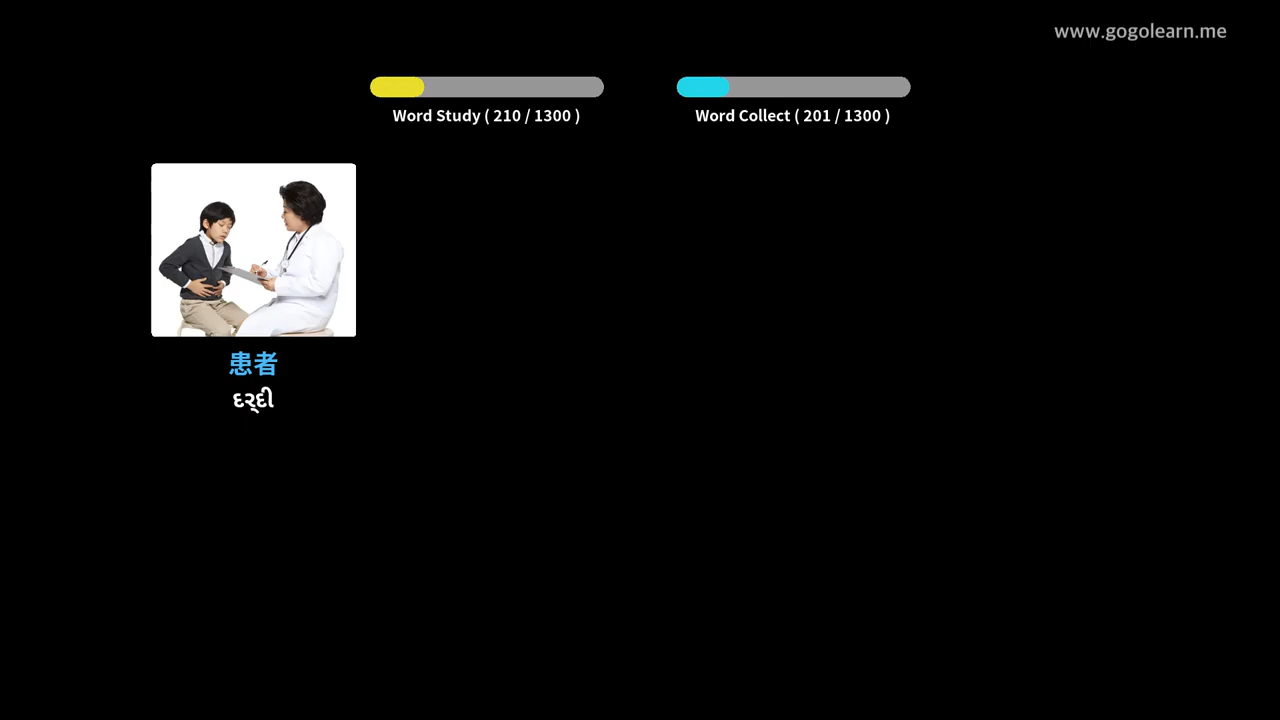 www.gogolearn.me
Word Study ( 210 / 1300 )
Word Collect ( 201 / 1300 )
患者
દર્‌દી